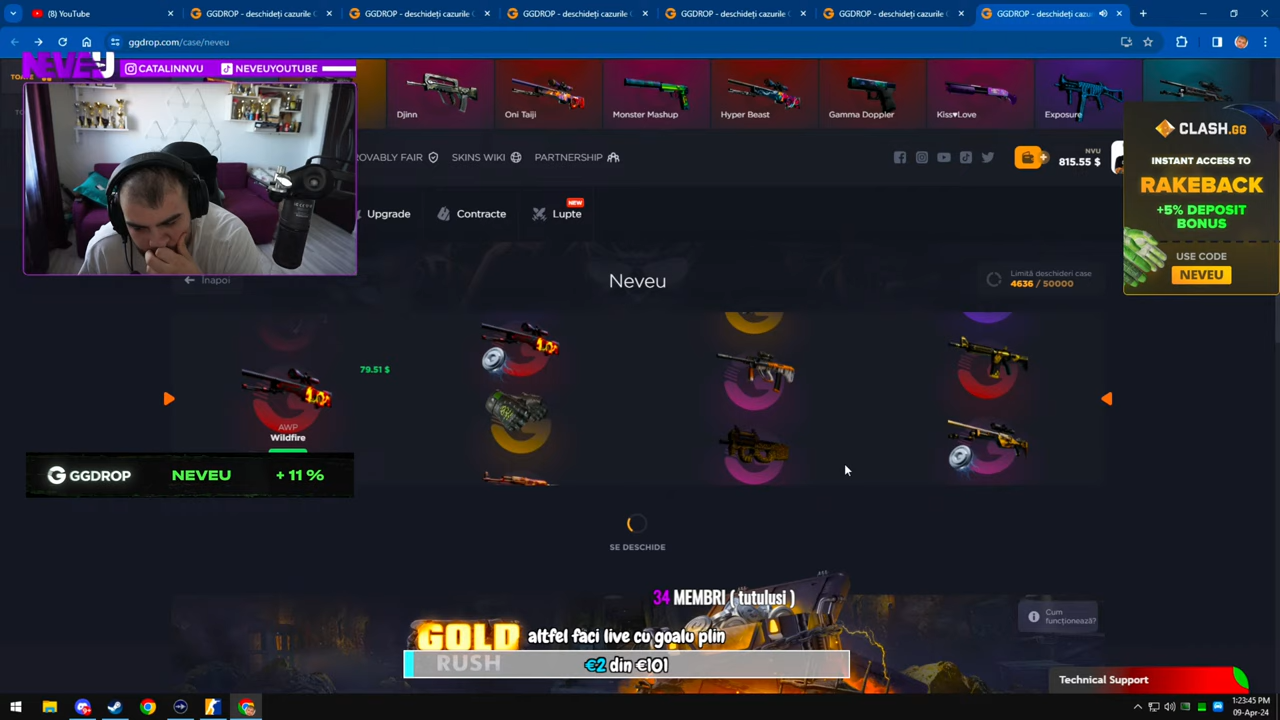 (8) YouTube
GGDROP - deschideți cazurile
GGDROP - deschideți cazurile
GGDROP - deschideți cazurile
GGDROP - deschideți cazurile
GGDROP - deschideți cazurile
GGDROP - deschideți caz
ggdrop.com/case/neveu
NEVEU
CATALINNVU
NEVEUYOUTUBE
Djinn
Oni Taiji
Monster Mashup
Hyper Beast
Gamma Doppler
Kiss♥Love
Exposure
CLASH.GG
INSTANT ACCESS TO
RAKEBACK
+5% DEPOSIT
BONUS
USE CODE
NEVEU
ROVABLY FAIR
SKINS WIKI
PARTNERSHIP
NVU
815.55 $
Upgrade
Contracte
NEW
Lupte
Înapoi
Neveu
Limită deschideri case
4636 / 50000
79.51 $
AWP
Wildfire
GGDROP
NEVEU
+ 11 %
SE DESCHIDE
34 MEMBRI ( tutulusi )
Cum
funcționează?
GOLD
RUSH
altfel faci live cu goalu plin
€2 din €101
Technical Support
1:23:45 PM
09-Apr-24